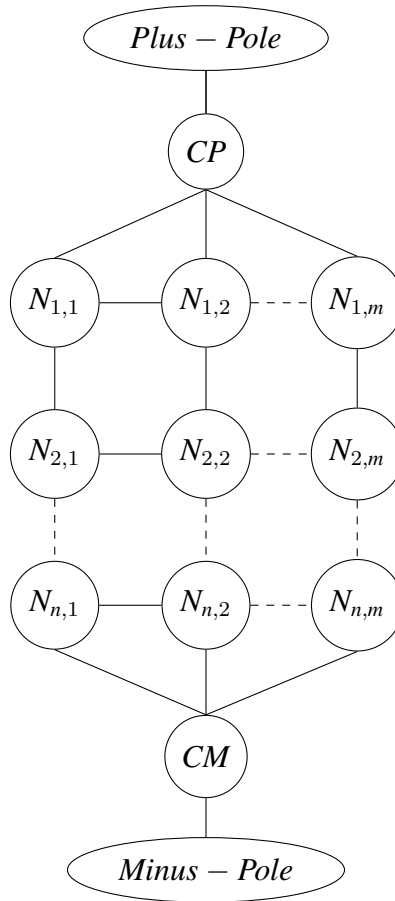 Plus − Pole
CP
N1,1 N1,2 N1,m
N2,1 N2,2 N2,m
Nn,1 Nn,2 Nn,m
CM
Minus − Pole